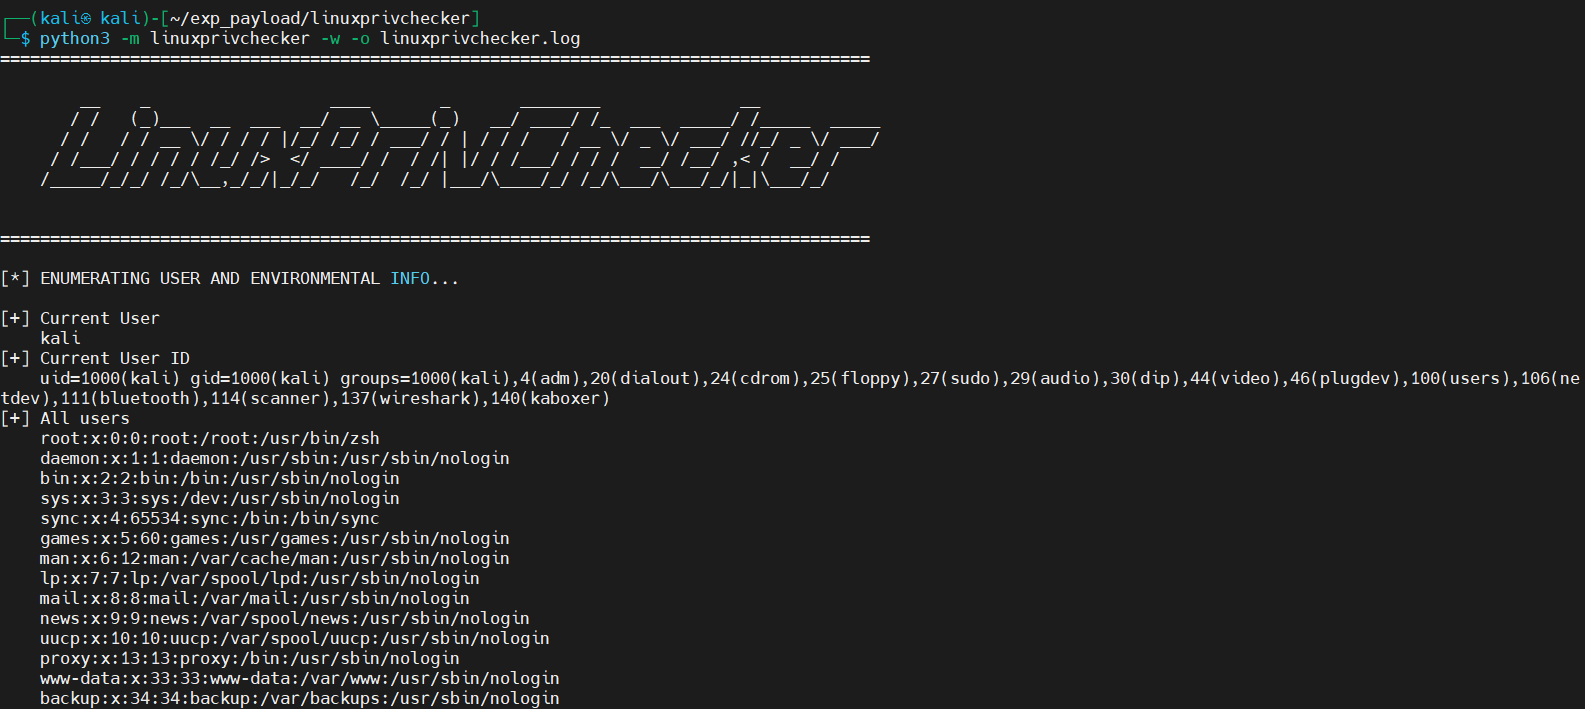 ┌──(kali㉿kali)-[~/exp_payload/linuxprivchecker]
└─$ python3 -m linuxprivchecker -w -o linuxprivchecker.log
=======================================================================================
LinuxPrivChecker
=======================================================================================
[*] ENUMERATING USER AND ENVIRONMENTAL INFO...
[+] Current User
kali
[+] Current User ID
uid=1000(kali) gid=1000(kali) groups=1000(kali),4(adm),20(dialout),24(cdrom),25(floppy),27(sudo),29(audio),30(dip),44(video),46(plugdev),100(users),106(ne
tdev),111(bluetooth),114(scanner),137(wireshark),140(kaboxer)
[+] All users
root:x:0:0:root:/root:/usr/bin/zsh
daemon:x:1:1:daemon:/usr/sbin:/usr/sbin/nologin
bin:x:2:2:bin:/bin:/usr/sbin/nologin
sys:x:3:3:sys:/dev:/usr/sbin/nologin
sync:x:4:65534:sync:/bin:/bin/sync
games:x:5:60:games:/usr/games:/usr/sbin/nologin
man:x:6:12:man:/var/cache/man:/usr/sbin/nologin
lp:x:7:7:lp:/var/spool/lpd:/usr/sbin/nologin
mail:x:8:8:mail:/var/mail:/usr/sbin/nologin
news:x:9:9:news:/var/spool/news:/usr/sbin/nologin
uucp:x:10:10:uucp:/var/spool/uucp:/usr/sbin/nologin
proxy:x:13:13:proxy:/bin:/usr/sbin/nologin
www-data:x:33:33:www-data:/var/www:/usr/sbin/nologin
backup:x:34:34:backup:/var/backups:/usr/sbin/nologin